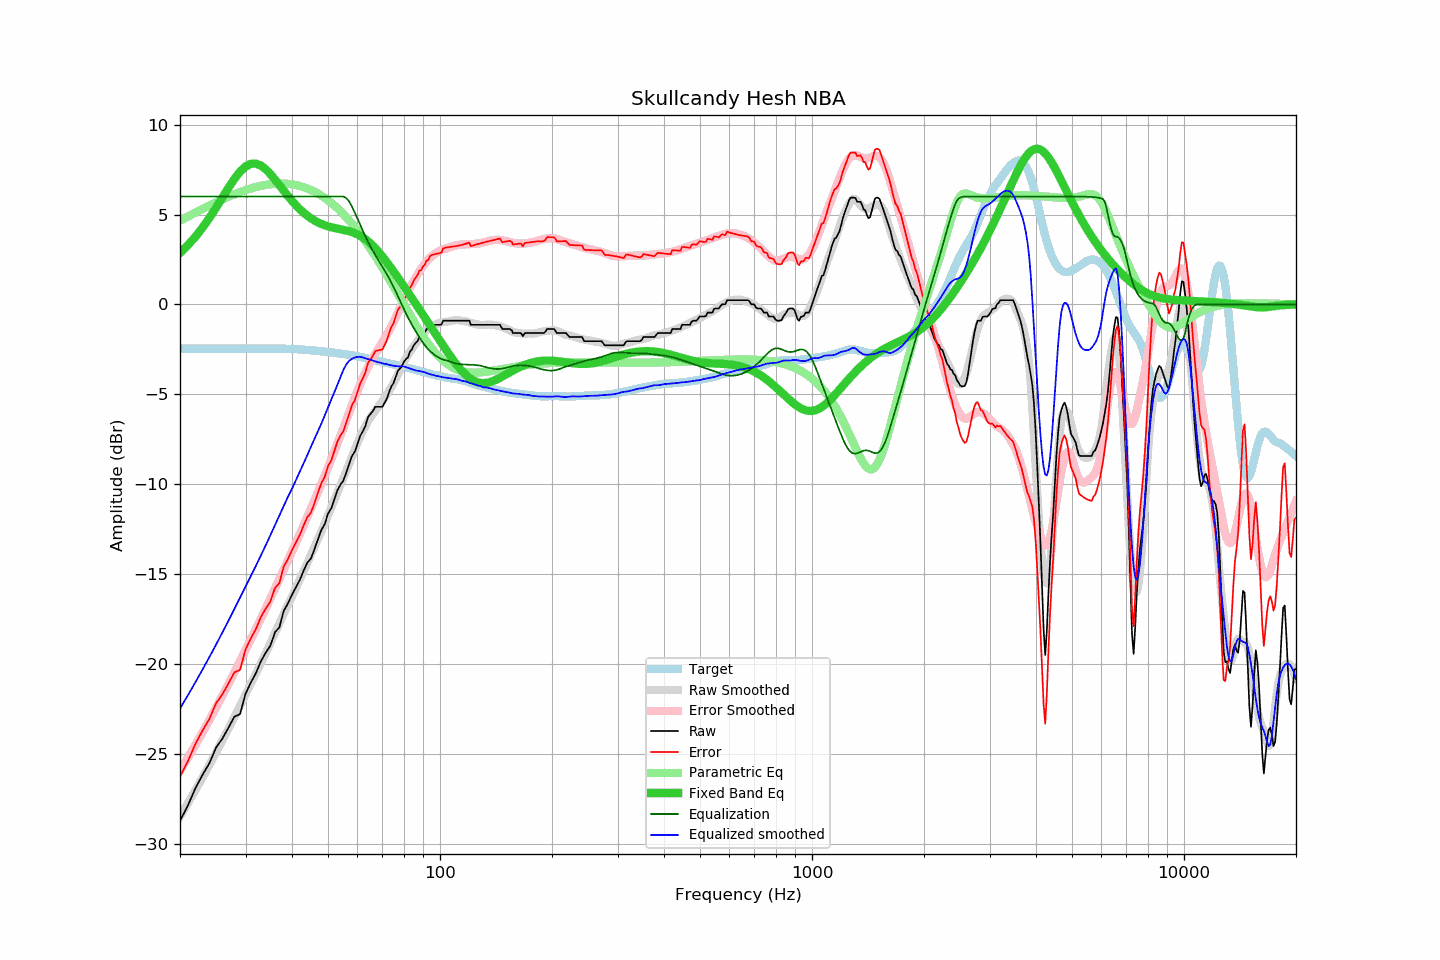 Skullcandy Hesh NBA
10
5
0
−5
−10
−15
−20
−25
−30
Amplitude (dBr)
100
1000
10000
Frequency (Hz)
Target
Raw Smoothed
Error Smoothed
Raw
Error
Parametric Eq
Fixed Band Eq
Equalization
Equalized smoothed